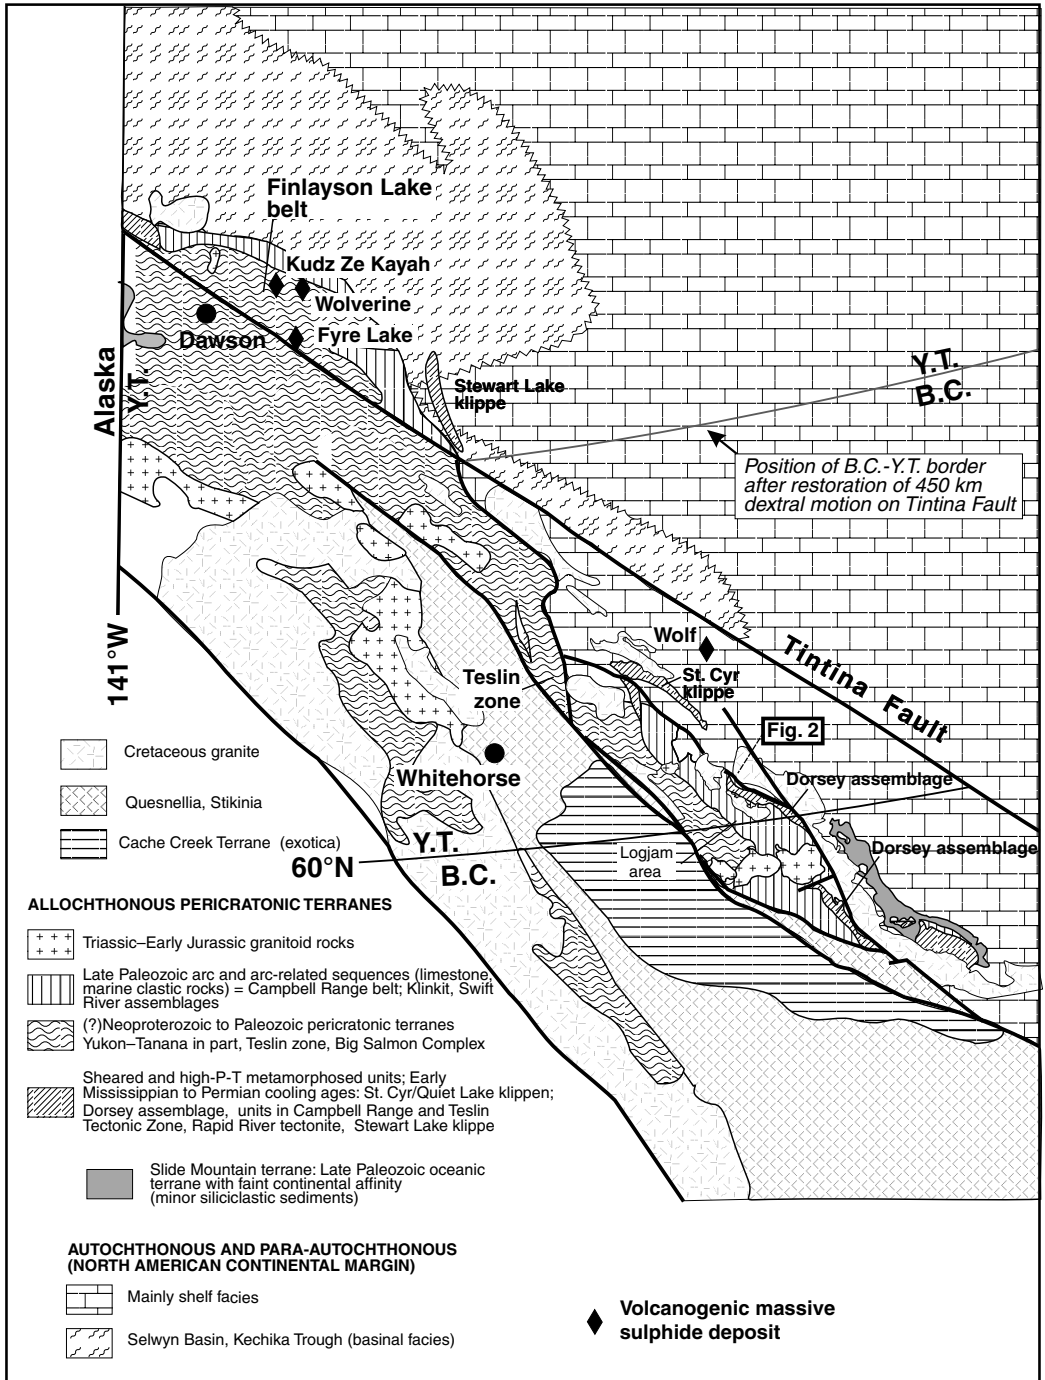 Finlayson Lake
belt
Kudz Ze Kayah
Wolverine
Dawson
Fyre Lake
Alaska
Y.T.
Stewart Lake
klippe
Y.T.
B.C.
Position of B.C.-Y.T. border
after restoration of 450 km
dextral motion on Tintina Fault
141°W
Wolf
Tintina Fault
Teslin
zone
St. Cyr
klippe
Fig. 2
Whitehorse
Dorsey assemblage
Dorsey assemblage
Y.T.
60°N
B.C.
Logjam
area
Cretaceous granite
Quesnellia, Stikinia
Cache Creek Terrane (exotica)
ALLOCHTHONOUS PERICRATONIC TERRANES
Triassic–Early Jurassic granitoid rocks
Late Paleozoic arc and arc-related sequences (limestone,
marine clastic rocks) = Campbell Range belt; Klinkit, Swift
River assemblages
(?)Neoproterozoic to Paleozoic pericratonic terranes
Yukon–Tanana in part, Teslin zone, Big Salmon Complex
Sheared and high-P-T metamorphosed units; Early
Mississippian to Permian cooling ages: St. Cyr/Quiet Lake klippen;
Dorsey assemblage, units in Campbell Range and Teslin
Tectonic Zone, Rapid River tectonite, Stewart Lake klippe
Slide Mountain terrane: Late Paleozoic oceanic
terrane with faint continental affinity
(minor siliciclastic sediments)
AUTOCHTHONOUS AND PARA-AUTOCHTHONOUS
(NORTH AMERICAN CONTINENTAL MARGIN)
Mainly shelf facies
Selwyn Basin, Kechika Trough (basinal facies)
Volcanogenic massive
sulphide deposit